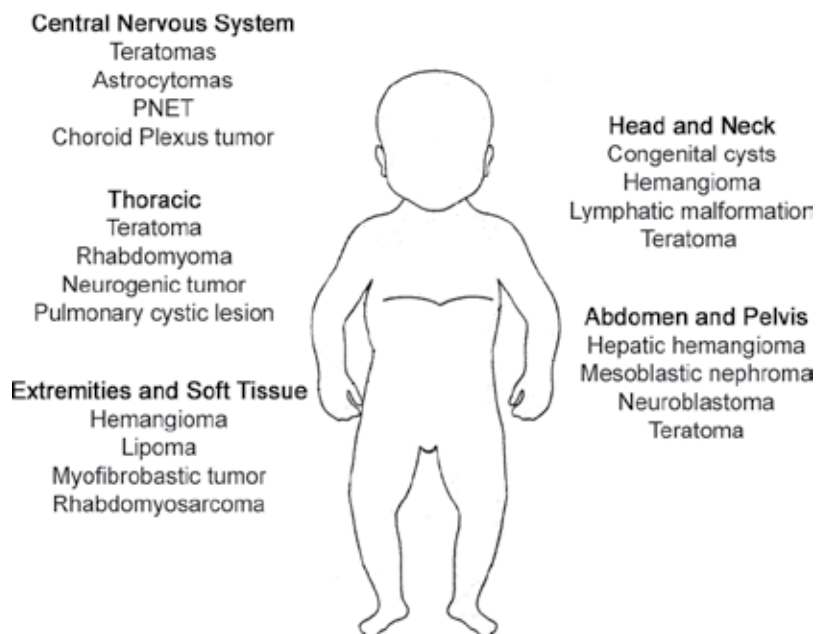 Central Nervous System
Teratomas
Astrocytomas
PNET
Choroid Plexus tumor
Thoracic
Teratoma
Rhabdomyoma
Neurogenic tumor
Pulmonary cystic lesion
Extremities and Soft Tissue
Hemangioma
Lipoma
Myofibrobastic tumor
Rhabdomyosarcoma
Head and Neck
Congenital cysts
Hemangioma
Lymphatic malformation
Teratoma
Abdomen and Pelvis
Hepatic hemangioma
Mesoblastic nephroma
Neuroblastoma
Teratoma